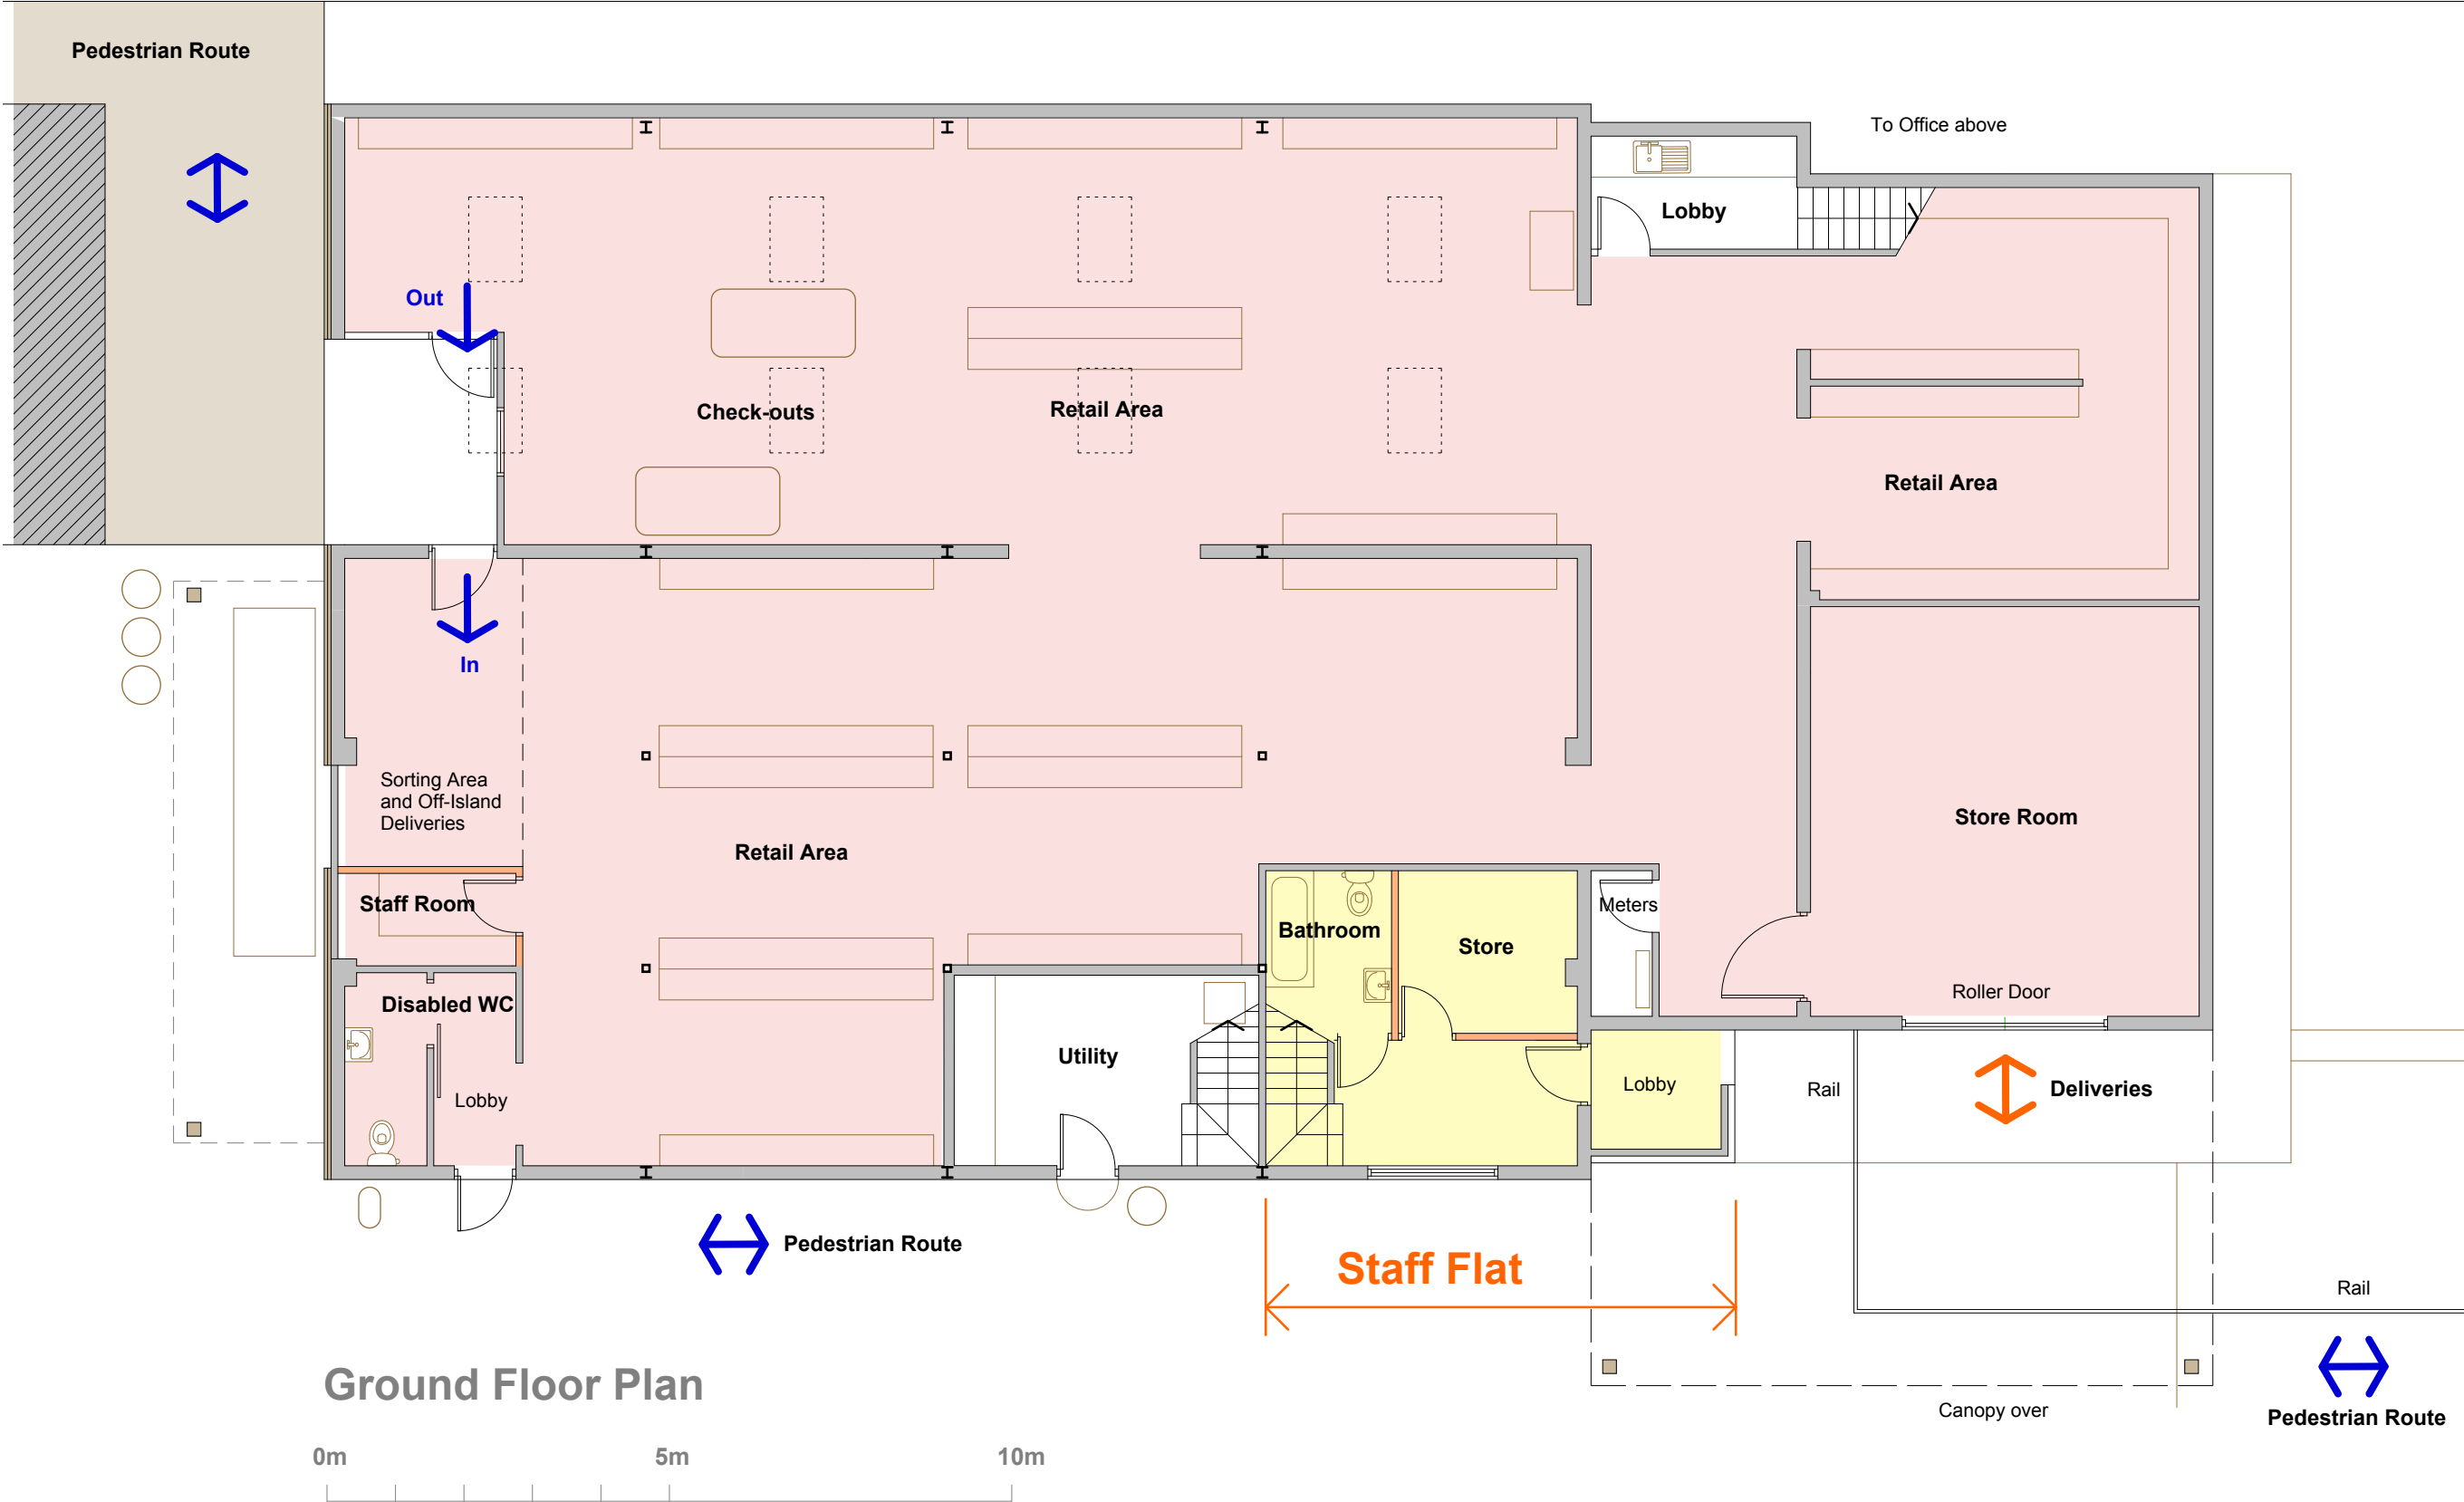 Pedestrian Route
To Office above
Lobby
Out
Check-outs
Retail Area
Retail Area
In
Sorting Area
and Off-Island
Deliveries
Store Room
Retail Area
Staff Room
Meters
Bathroom
Store
Disabled WC
Roller Door
Utility
Lobby
Lobby
Rail
Deliveries
Pedestrian Route
Staff Flat
Rail
Ground Floor Plan
Canopy over
Pedestrian Route
0m
5m
10m